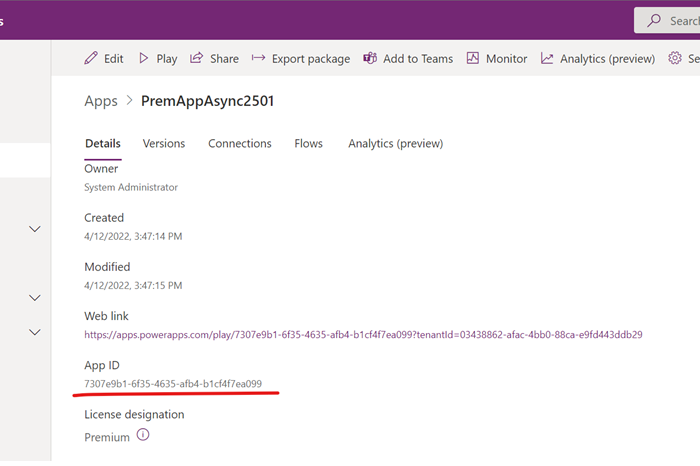 s
Search
Edit Play Share Export package Add to Teams Monitor Analytics (preview) Se
Apps > PremAppAsync2501
Details Versions Connections Flows Analytics (preview)
Owner
System Administrator
Created
4/12/2022, 3:47:14 PM
Modified
4/12/2022, 3:47:15 PM
Web link
https://apps.powerapps.com/play/7307e9b1-6f35-4635-afb4-b1cf4f7ea099?tenantId=03438862-afac-4bb0-88ca-e9fd443ddb29
App ID
7307e9b1-6f35-4635-afb4-b1cf4f7ea099
License designation
Premium